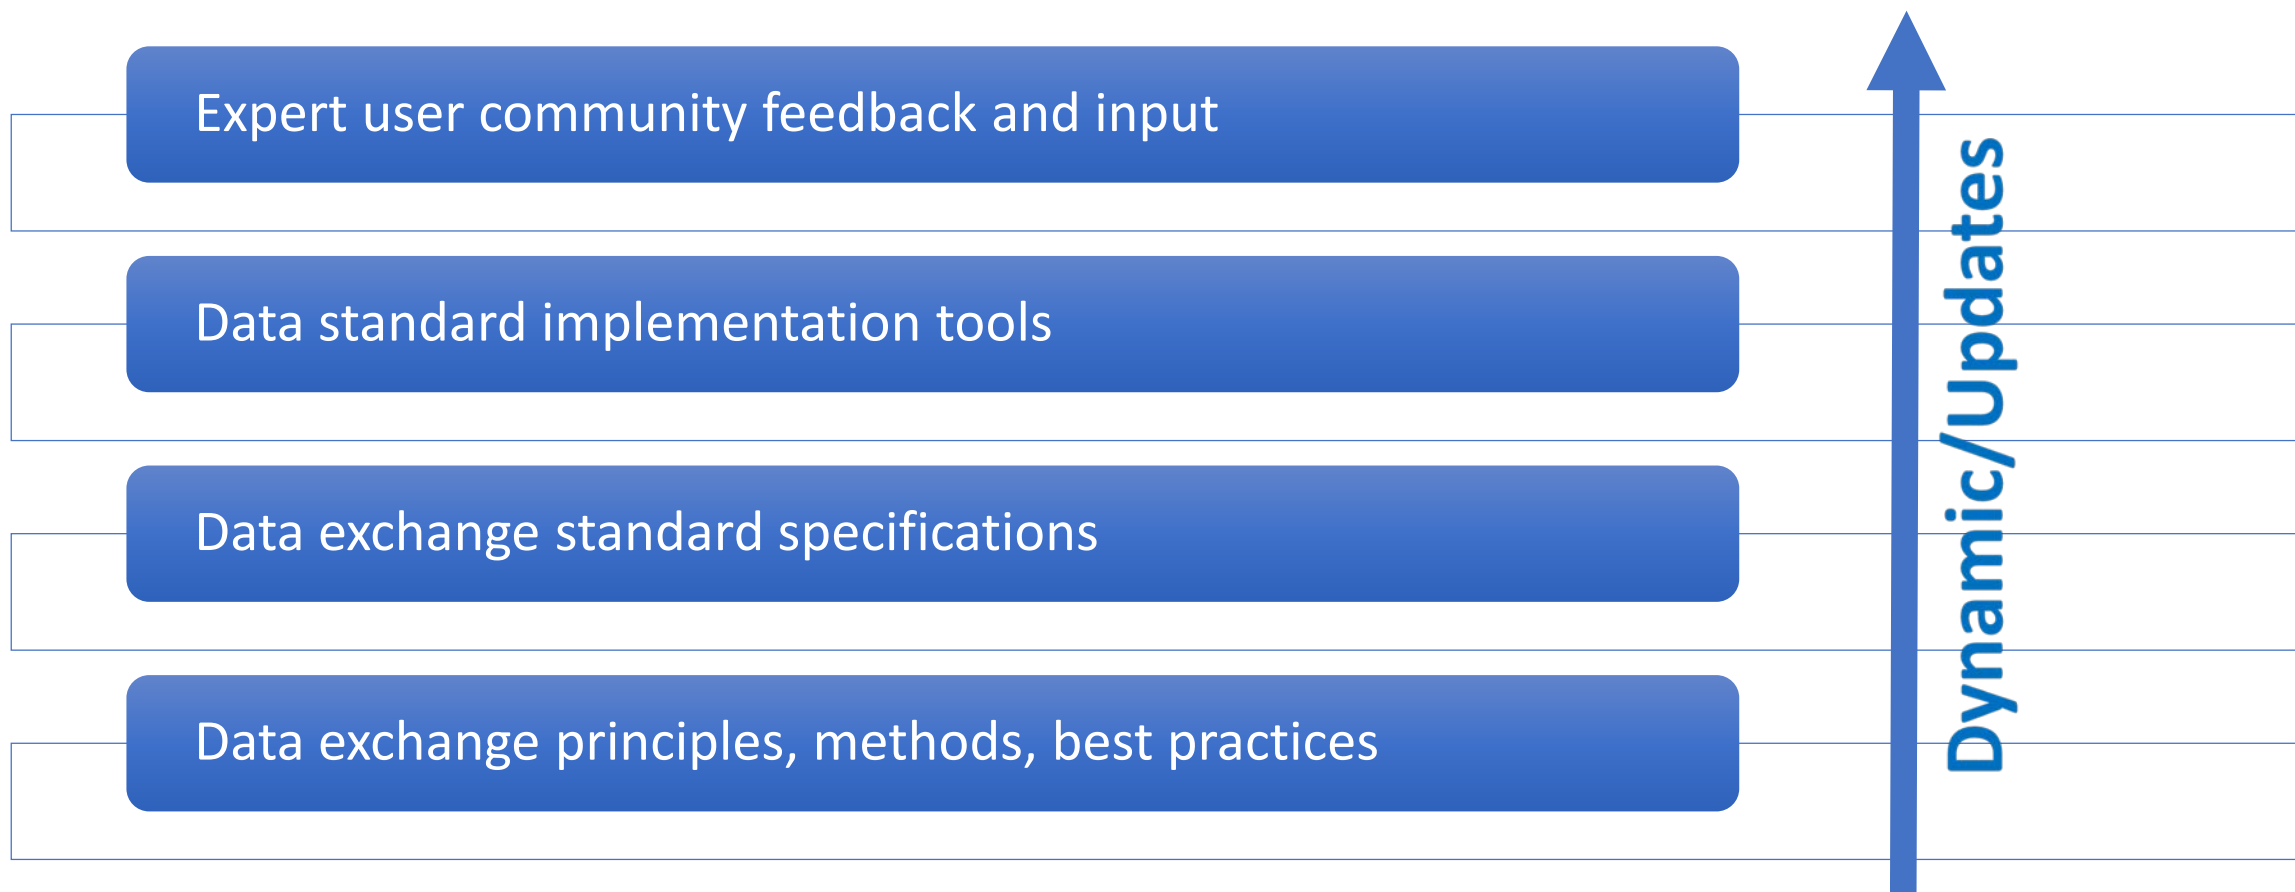 Expert user community feedback and input
Data standard implementation tools
Data exchange standard specifications
Data exchange principles, methods, best practices
Dynamic/Updates